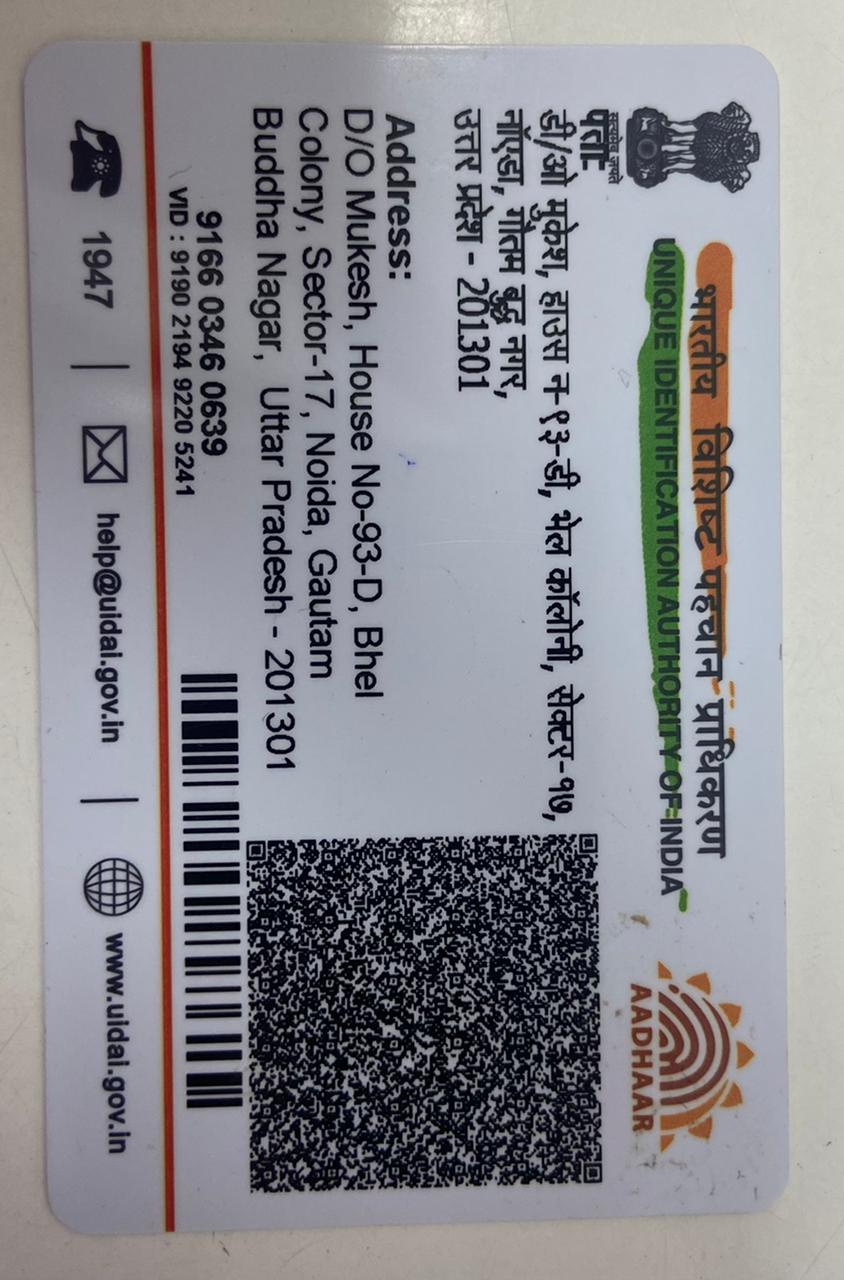 सत्यमेव जयते
भारतीय विशिष्ट पहचान प्राधिकरण
UNIQUE IDENTIFICATION AUTHORITY OF INDIA
AADHAAR
पता:
डी/ओ मुकेश, हाउस न-९३-डी, भेल कॉलोनी, सेक्टर-१७,
नॉएडा, गौतम बुद्ध नगर,
उत्तर प्रदेश - 201301
Address:
D/O Mukesh, House No-93-D, Bhel
Colony, Sector-17, Noida, Gautam
Buddha Nagar, Uttar Pradesh - 201301
9166 0346 0639
VID : 9190 2194 9220 5241
1947 | help@uidai.gov.in | www.uidai.gov.in